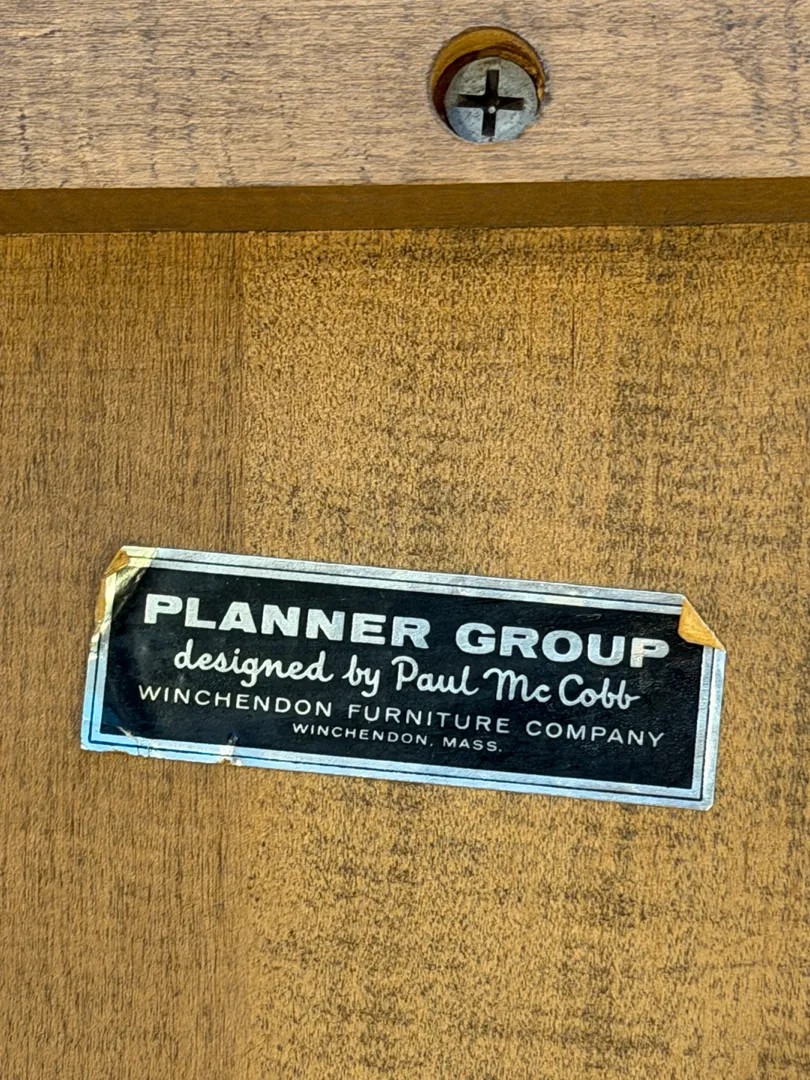 PLANNER GROUP
designed by Paul McCobb
WINCHENDON FURNITURE COMPANY
WINCHENDON, MASS.